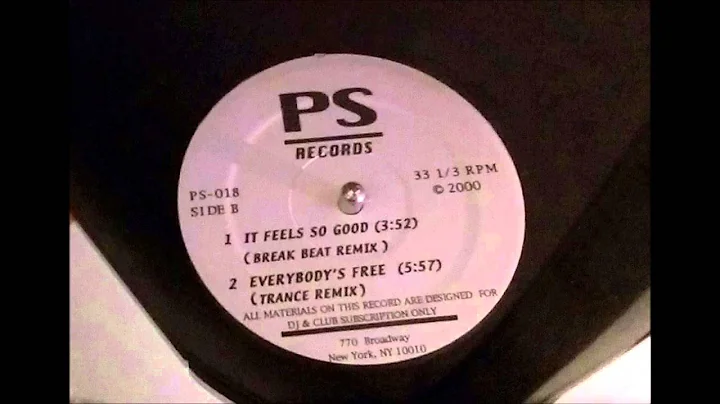 PS
RECORDS
PS-018
SIDE B
33 1/3 RPM
© 2000
1 IT FEELS SO GOOD (3:52)
(BREAK BEAT REMIX)
2 EVERYBODY'S FREE (5:57)
(TRANCE REMIX)
ALL MATERIALS ON THIS RECORD ARE DESIGNED FOR
DJ & CLUB SUBSCRIPTION ONLY
770 Broadway
New York, NY 10010